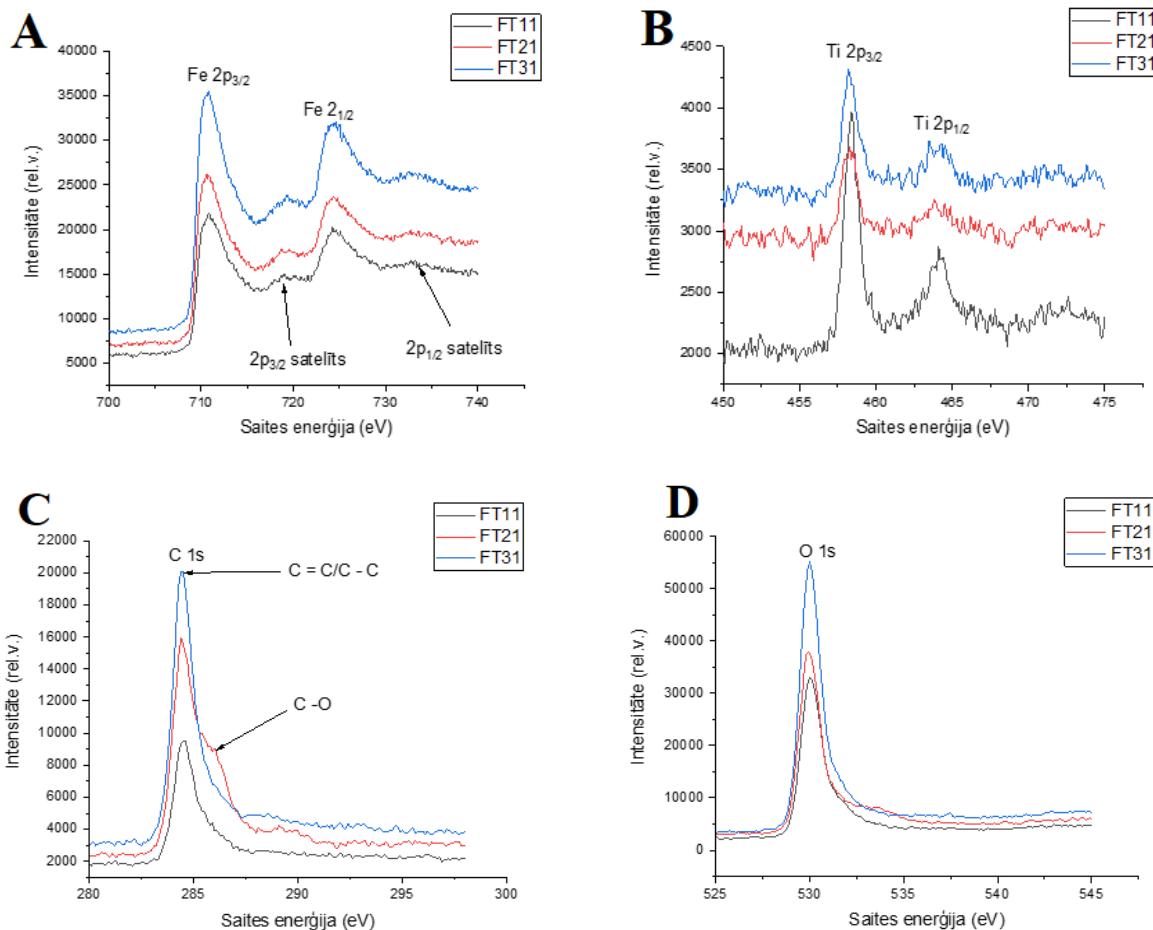 A
FT11
FT21
FT31
Fe 2p3/2
Fe 21/2
2p3/2 satelīts
2p1/2 satelīts
Intensitāte (rel.v.)
40000
35000
30000
25000
20000
15000
10000
5000
700
710
720
730
740
Saites enerģija (eV)
B
FT11
FT21
FT31
Ti 2p3/2
Ti 2p1/2
Intensitāte (rel.v.)
4500
4000
3500
3000
2500
2000
450
455
460
465
470
475
Saites enerģija (eV)
C
FT11
FT21
FT31
C 1s
C = C/C - C
C -O
Intensitāte (rel.v.)
22000
20000
18000
16000
14000
12000
10000
8000
6000
4000
2000
280
285
290
295
300
Saites enerģija (eV)
D
FT11
FT21
FT31
O 1s
Intensitāte (rel.v.)
60000
50000
40000
30000
20000
10000
0
525
530
535
540
545
Saites enerģija (eV)